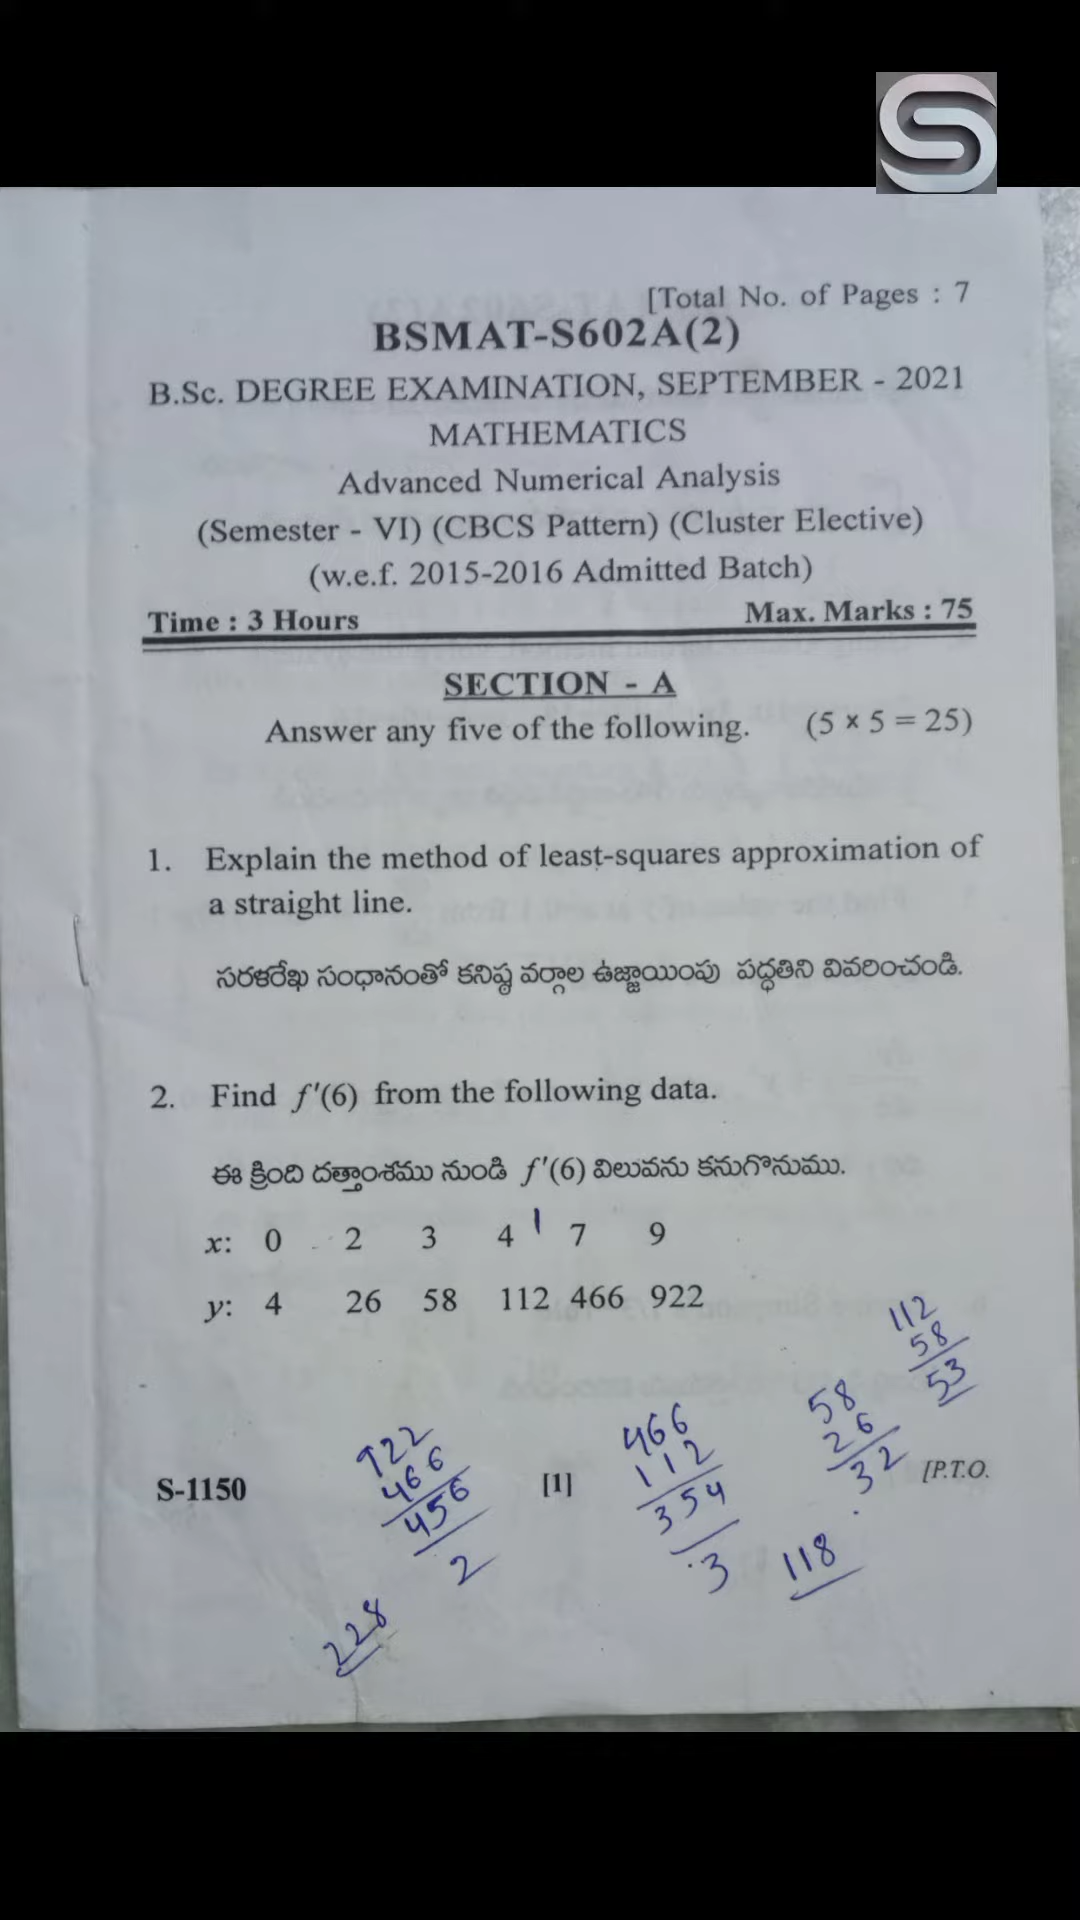 [Total No. of Pages : 7
BSMAT-S602A(2)
B.Sc. DEGREE EXAMINATION, SEPTEMBER - 2021
MATHEMATICS
Advanced Numerical Analysis
(Semester - VI) (CBCS Pattern) (Cluster Elective)
(w.e.f. 2015-2016 Admitted Batch)
Time : 3 Hours Max. Marks : 75
SECTION - A
Answer any five of the following. (5 × 5 = 25)
1. Explain the method of least-squares approximation of
a straight line.
సరళరేఖ సంధానంతో కనిష్ఠ వర్గాల ఉజ్జాయింపు పద్ధతిని వివరించండి.
2. Find f'(6) from the following data.
ఈ క్రింది దత్తాంశము నుండి f'(6) విలువను కనుగొనుము.
x: 0 2 3 4 7 9
y: 4 26 58 112 466 922
112
58
53
58
26
32
466
112
354
3
118
922
466
456
2
228
S-1150 [1] [P.T.O.